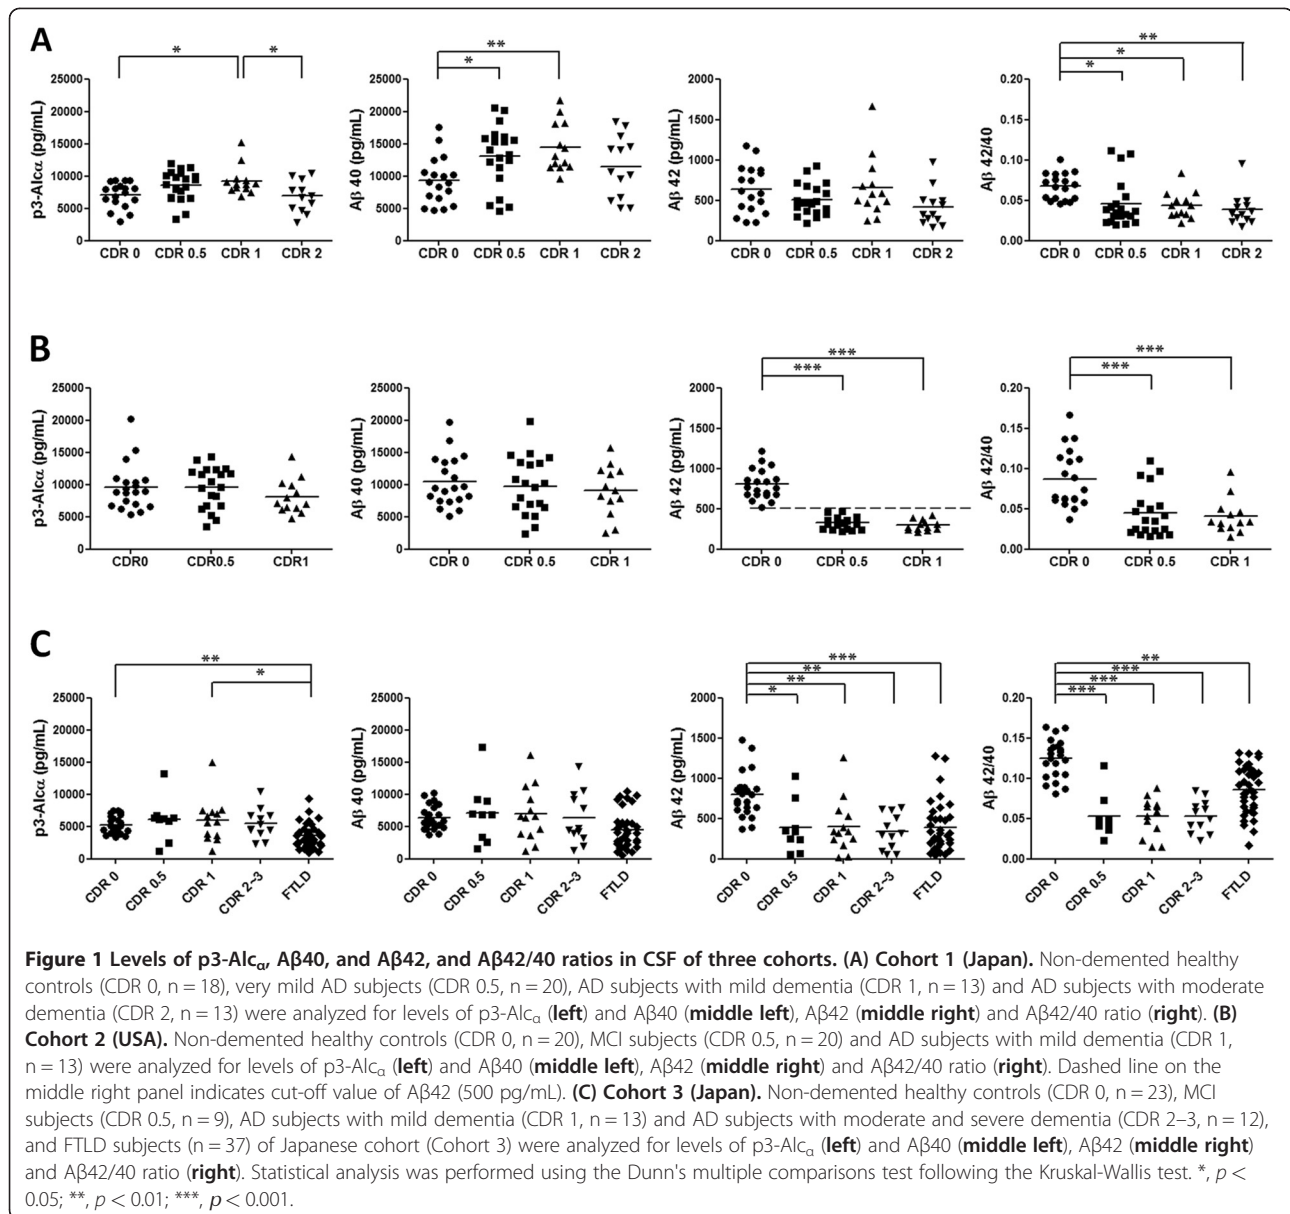 A
* *
p3-Alcα (pg/mL)
25000
20000
15000
10000
5000
0
CDR 0 CDR 0.5 CDR 1 CDR 2
**
*
Aβ 40 (pg/mL)
25000
20000
15000
10000
5000
0
CDR 0 CDR 0.5 CDR 1 CDR 2
Aβ 42 (pg/mL)
2000
1500
1000
500
0
CDR 0 CDR 0.5 CDR 1 CDR 2
**
*
*
Aβ 42/40
0.20
0.15
0.10
0.05
0.00
CDR 0 CDR 0.5 CDR 1 CDR 2
B
p3-Alcα (pg/mL)
25000
20000
15000
10000
5000
0
CDR0 CDR0.5 CDR1
Aβ 40 (pg/mL)
25000
20000
15000
10000
5000
0
CDR 0 CDR 0.5 CDR 1
***
***
Aβ 42 (pg/mL)
2000
1500
1000
500
0
CDR 0 CDR 0.5 CDR 1
***
***
Aβ 42/40
0.20
0.15
0.10
0.05
0.00
CDR 0 CDR 0.5 CDR 1
C
**
*
p3-Alcα (pg/mL)
25000
20000
15000
10000
5000
0
CDR 0 CDR 0.5 CDR 1 CDR 2~3 FTLD
Aβ 40 (pg/mL)
25000
20000
15000
10000
5000
0
CDR 0 CDR 0.5 CDR 1 CDR 2~3 FTLD
***
**
**
*
Aβ 42 (pg/mL)
2000
1500
1000
500
0
CDR 0 CDR 0.5 CDR 1 CDR 2~3 FTLD
**
***
***
***
Aβ 42/40
0.20
0.15
0.10
0.05
0.00
CDR 0 CDR 0.5 CDR 1 CDR 2~3 FTLD
Figure 1 Levels of p3-Alcα, Aβ40, and Aβ42, and Aβ42/40 ratios in CSF of three cohorts. (A) Cohort 1 (Japan). Non-demented healthy
controls (CDR 0, n = 18), very mild AD subjects (CDR 0.5, n = 20), AD subjects with mild dementia (CDR 1, n = 13) and AD subjects with moderate
dementia (CDR 2, n = 13) were analyzed for levels of p3-Alcα (left) and Aβ40 (middle left), Aβ42 (middle right) and Aβ42/40 ratio (right). (B)
Cohort 2 (USA). Non-demented healthy controls (CDR 0, n = 20), MCI subjects (CDR 0.5, n = 20) and AD subjects with mild dementia (CDR 1,
n = 13) were analyzed for levels of p3-Alcα (left) and Aβ40 (middle left), Aβ42 (middle right) and Aβ42/40 ratio (right). Dashed line on the
middle right panel indicates cut-off value of Aβ42 (500 pg/mL). (C) Cohort 3 (Japan). Non-demented healthy controls (CDR 0, n = 23), MCI
subjects (CDR 0.5, n = 9), AD subjects with mild dementia (CDR 1, n = 13) and AD subjects with moderate and severe dementia (CDR 2–3, n = 12),
and FTLD subjects (n = 37) of Japanese cohort (Cohort 3) were analyzed for levels of p3-Alcα (left) and Aβ40 (middle left), Aβ42 (middle right)
and Aβ42/40 ratio (right). Statistical analysis was performed using the Dunn's multiple comparisons test following the Kruskal-Wallis test. *, p <
0.05; **, p < 0.01; ***, p < 0.001.